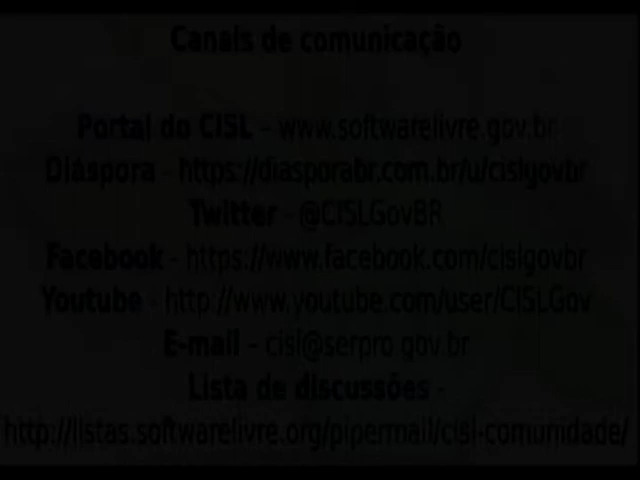 Canais de comunicação
Portal do CISL - www.softwarelivre.gov.br
Diáspora - https://diasporabr.com.br/u/cislgovbr
Twitter - @CISLGovBR
Facebook - https://www.facebook.com/cislgovbr
Youtube - http://www.youtube.com/user/CISLGov
E-mail - cisl@serpro.gov.br
Lista de discussões -
http://listas.softwarelivre.org/pipermail/cisl-comunidade/